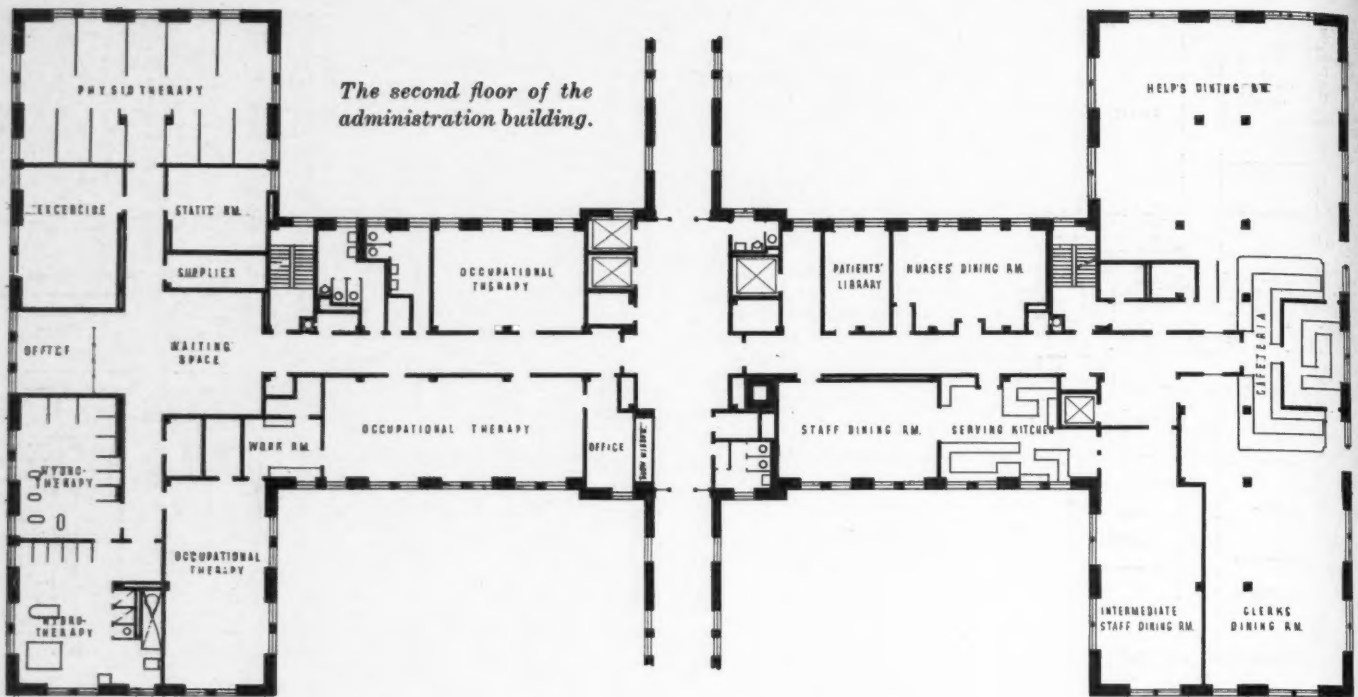 The second floor of the
administration building.
PHYSIOTHERAPY
HELP'S DINING RM.
EXCERCISE
STATIC RM.
SUPPLIES
OCCUPATIONAL
THERAPY
PATIENTS'
LIBRARY
NURSES' DINING RM.
OFFICE
WAITING
SPACE
CAFETERIA
WORK RM.
OCCUPATIONAL THERAPY
OFFICE
STAFF DINING RM.
SERVING KITCHEN
HYDRO-
THERAPY
OCCUPATIONAL
THERAPY
HYDRO-
THERAPY
INTERMEDIATE
STAFF DINING RM.
CLERKS
DINING RM.